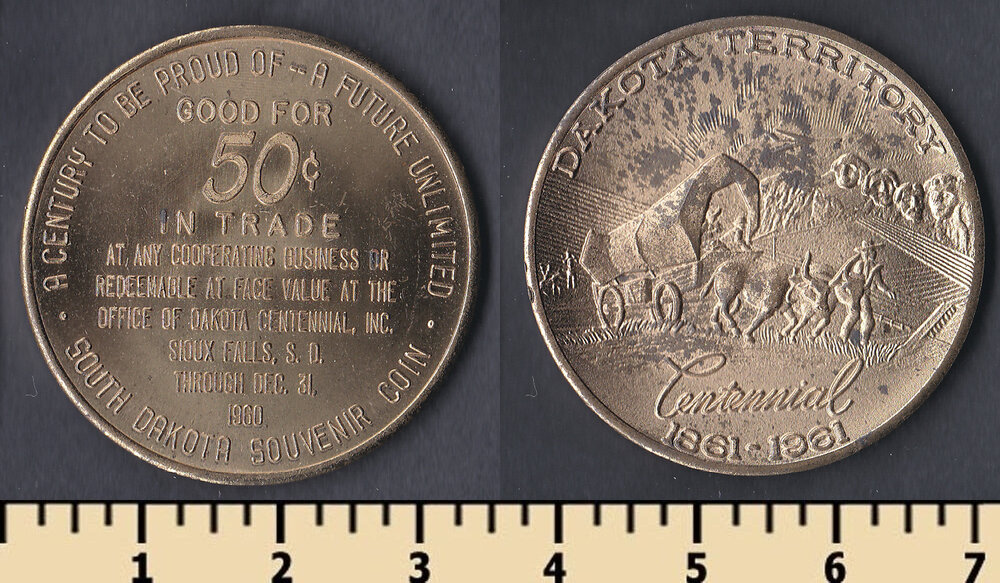 A CENTURY TO BE PROUD OF – A FUTURE UNLIMITED
GOOD FOR
50¢
IN TRADE
AT ANY COOPERATING BUSINESS OR
REDEEMABLE AT FACE VALUE AT THE
OFFICE OF DAKOTA CENTENNIAL, INC.
SIOUX FALLS, S. D.
THROUGH DEC. 31,
1960
SOUTH DAKOTA SOUVENIR COIN
DAKOTA TERRITORY
Centennial
1861 • 1961
1 2 3 4 5 6 7